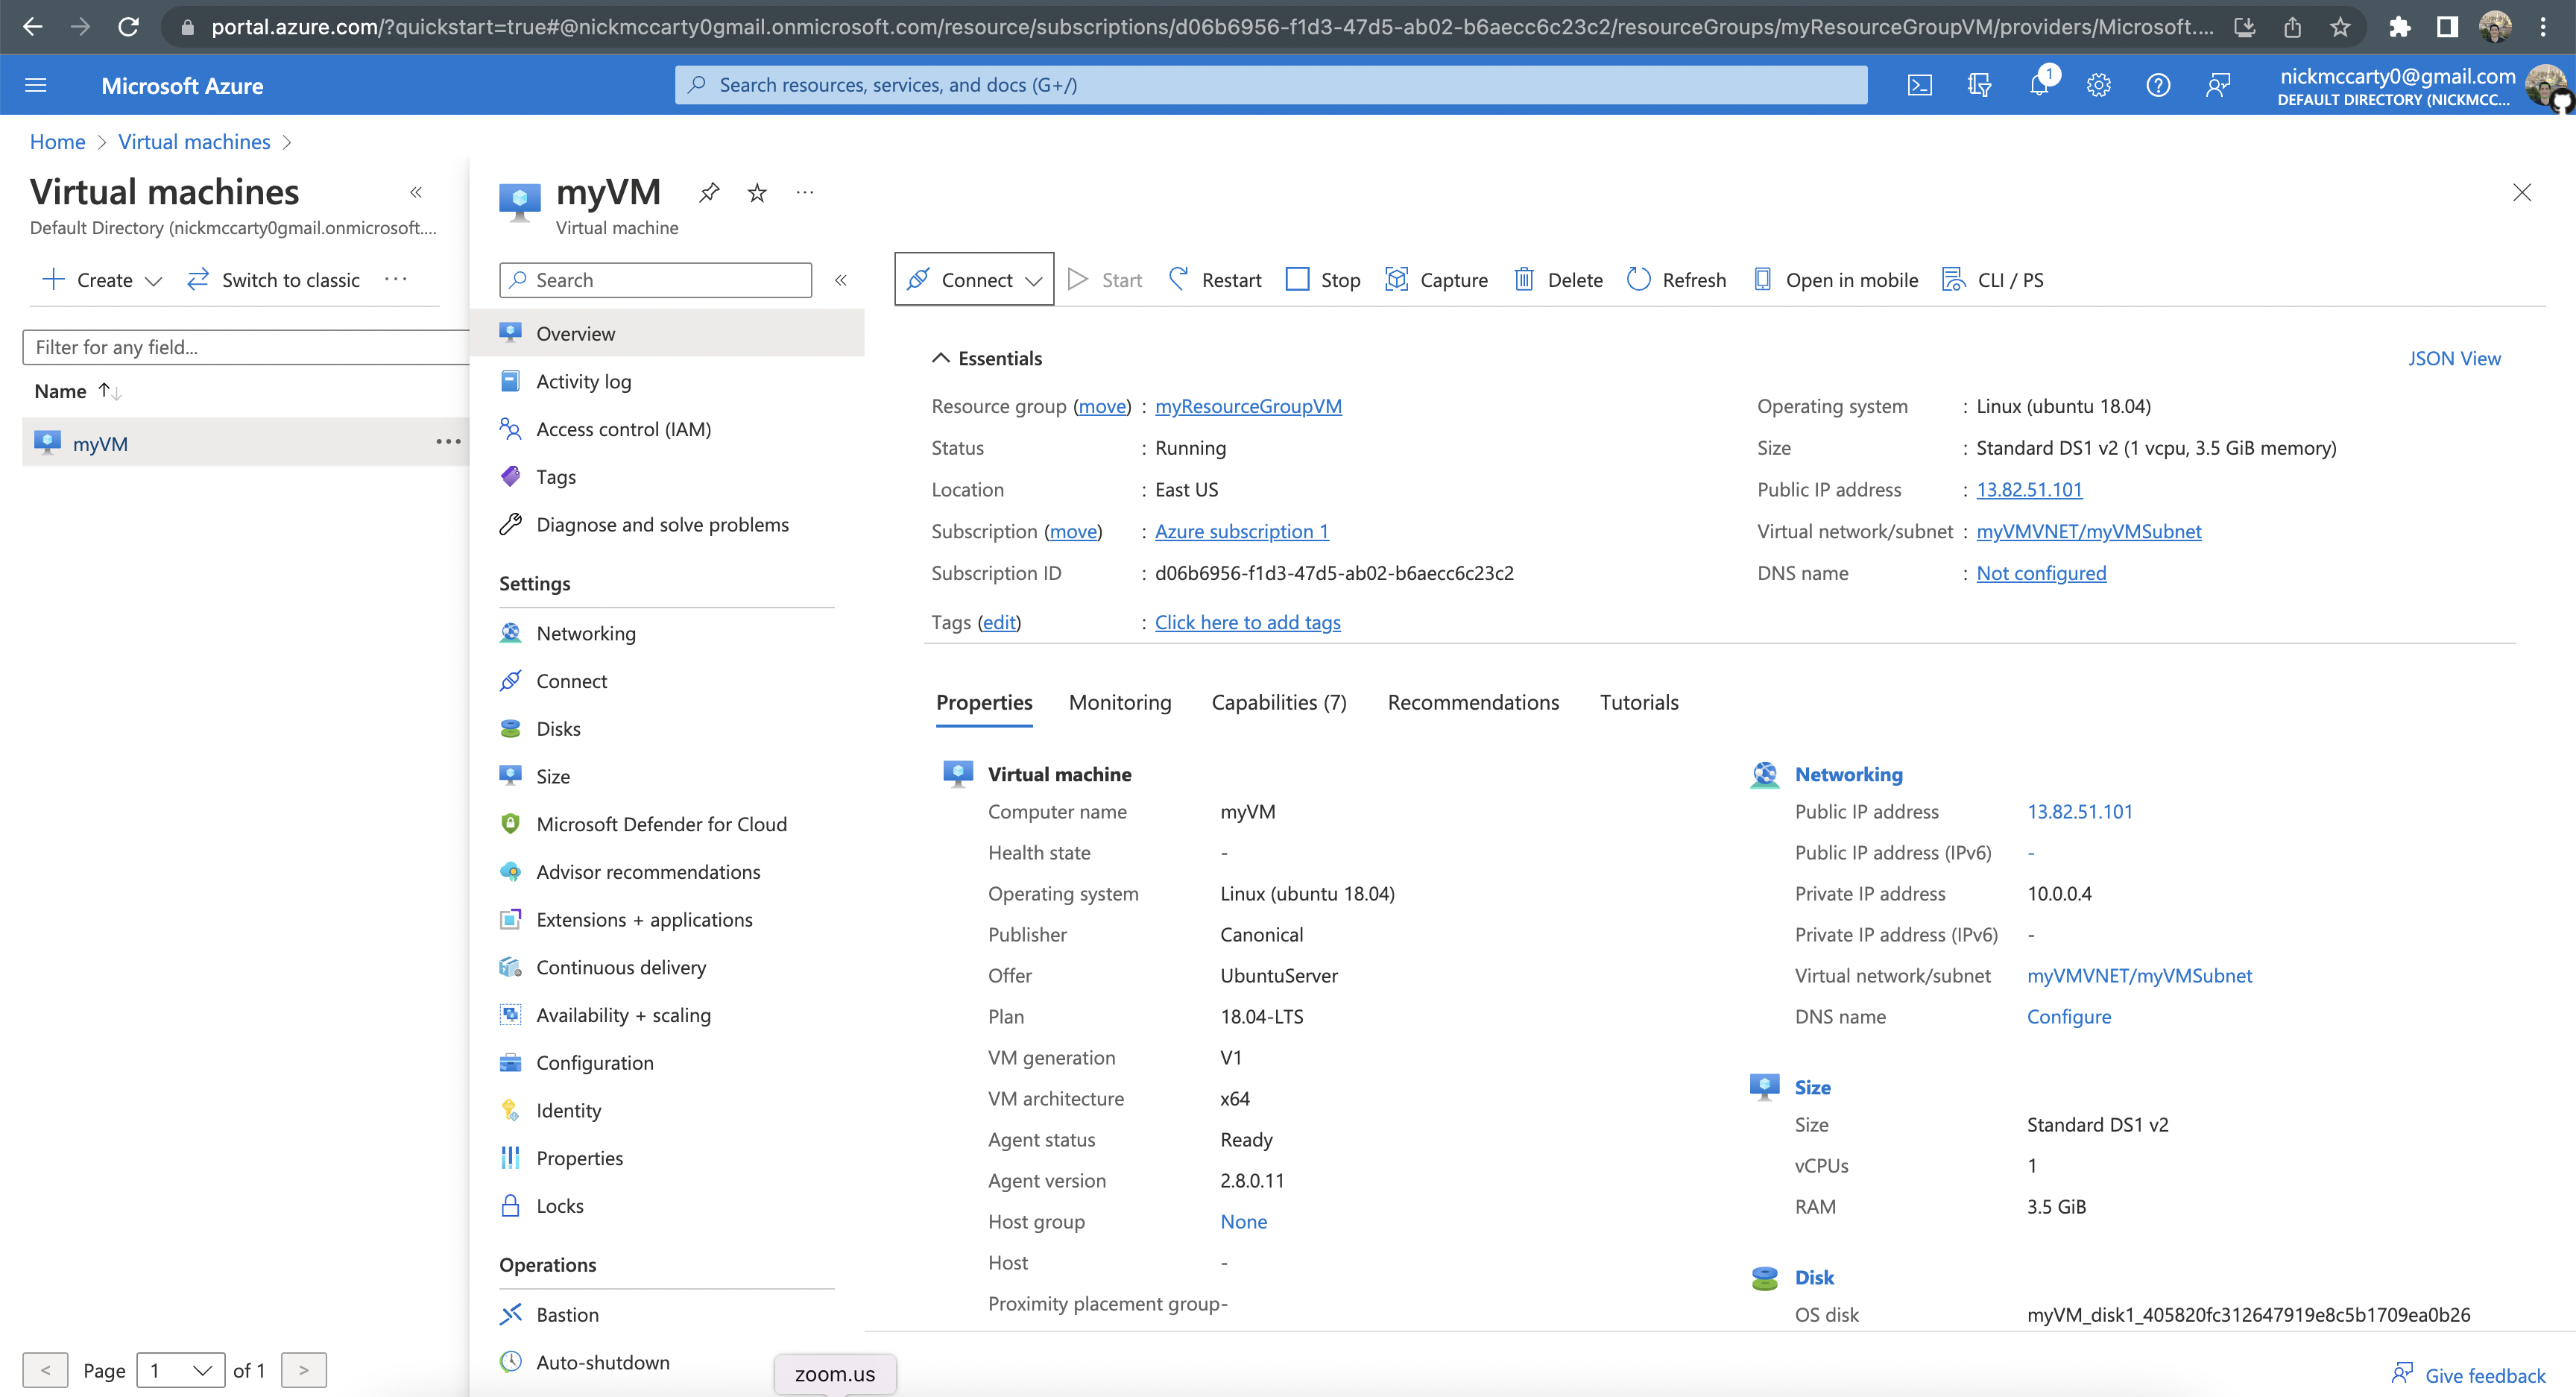 portal.azure.com/?quickstart=true#@nickmccarty0gmail.onmicrosoft.com/resource/subscriptions/d06b6956-f1d3-47d5-ab02-b6aecc6c23c2/resourceGroups/myResourceGroupVM/providers/Microsoft....
Microsoft Azure
Search resources, services, and docs (G+/)
1
nickmccarty0@gmail.com
DEFAULT DIRECTORY (NICKMCC...
Home > Virtual machines >
Virtual machines
Default Directory (nickmccarty0gmail.onmicrosoft....
Create
Switch to classic
...
Filter for any field...
Name
myVM
...
< Page 1 of 1 >
myVM
...
Virtual machine
Search
Overview
Activity log
Access control (IAM)
Tags
Diagnose and solve problems
Settings
Networking
Connect
Disks
Size
Microsoft Defender for Cloud
Advisor recommendations
Extensions + applications
Continuous delivery
Availability + scaling
Configuration
Identity
Properties
Locks
Operations
Bastion
Auto-shutdown
zoom.us
Connect
Start
Restart
Stop
Capture
Delete
Refresh
Open in mobile
CLI / PS
Essentials
JSON View
Resource group (move) : myResourceGroupVM
Status : Running
Location : East US
Subscription (move) : Azure subscription 1
Subscription ID : d06b6956-f1d3-47d5-ab02-b6aecc6c23c2
Tags (edit) : Click here to add tags
Operating system : Linux (ubuntu 18.04)
Size : Standard DS1 v2 (1 vcpu, 3.5 GiB memory)
Public IP address : 13.82.51.101
Virtual network/subnet : myVMVNET/myVMSubnet
DNS name : Not configured
Properties
Monitoring
Capabilities (7)
Recommendations
Tutorials
Virtual machine
Computer name myVM
Health state -
Operating system Linux (ubuntu 18.04)
Publisher Canonical
Offer UbuntuServer
Plan 18.04-LTS
VM generation V1
VM architecture x64
Agent status Ready
Agent version 2.8.0.11
Host group None
Host -
Proximity placement group-
Networking
Public IP address 13.82.51.101
Public IP address (IPv6) -
Private IP address 10.0.0.4
Private IP address (IPv6) -
Virtual network/subnet myVMVNET/myVMSubnet
DNS name Configure
Size
Size Standard DS1 v2
vCPUs 1
RAM 3.5 GiB
Disk
OS disk myVM_disk1_405820fc312647919e8c5b1709ea0b26
Give feedback